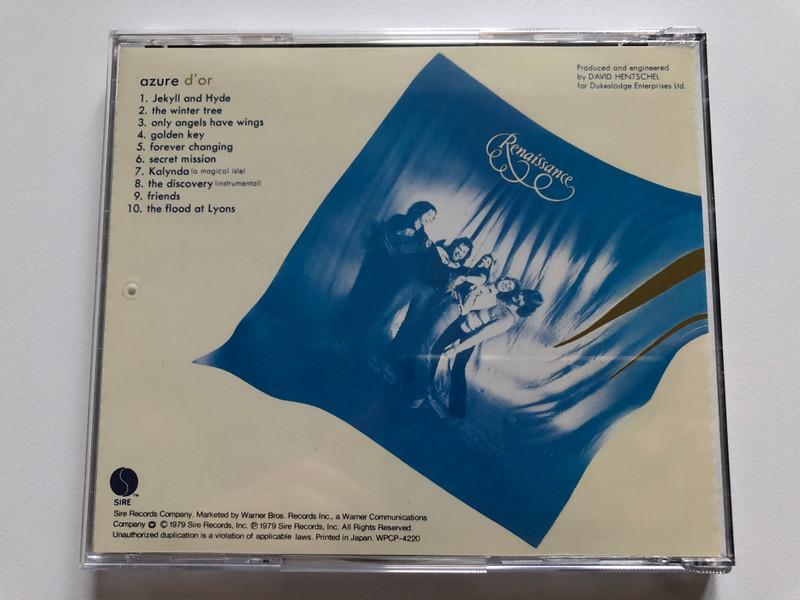 azure d'or
1. Jekyll and Hyde
2. the winter tree
3. only angels have wings
4. golden key
5. forever changing
6. secret mission
7. Kalynda (a magical isle)
8. the discovery (instrumental)
9. friends
10. the flood at Lyons
Produced and engineered
by DAVID HENTSCHEL
for Dukeslodge Enterprises Ltd.
Renaissance
SIRE™
Sire Records Company. Marketed by Warner Bros. Records Inc., a Warner Communications
Company Ⓦ © 1979 Sire Records, Inc. ℗ 1979 Sire Records, Inc. All Rights Reserved.
Unauthorized duplication is a violation of applicable laws. Printed in Japan. WPCP-4220